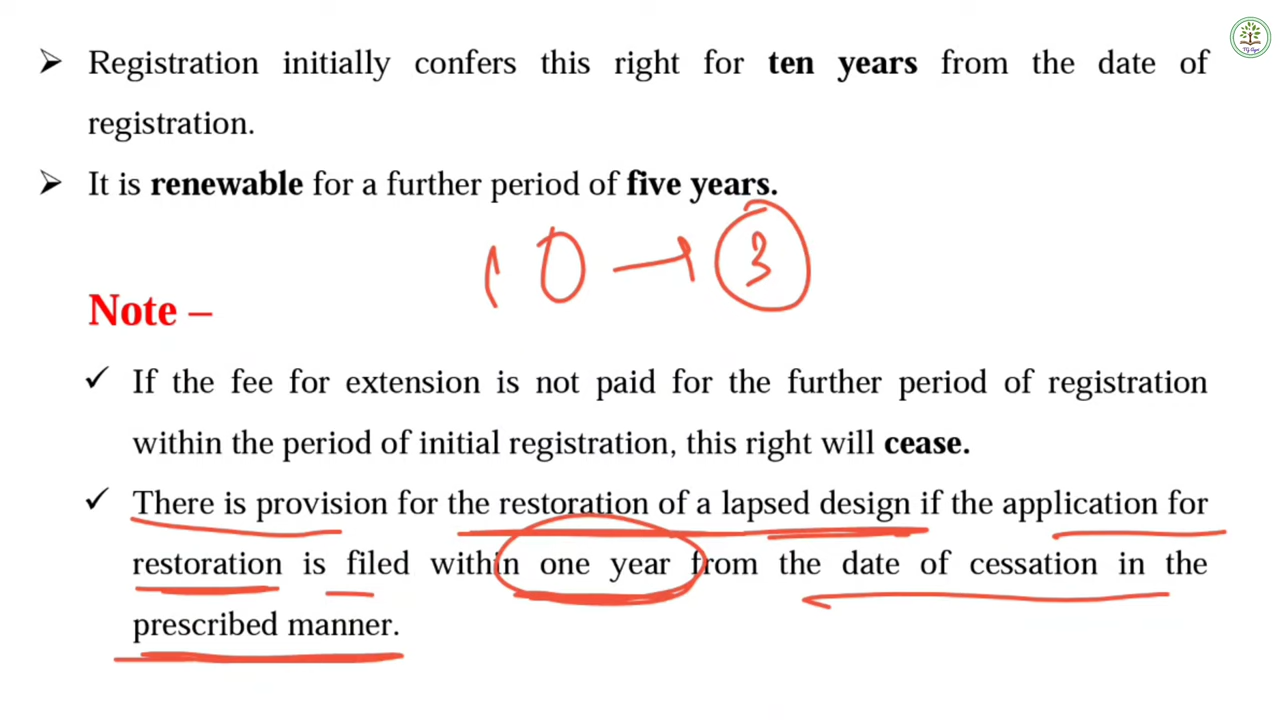 ➤ Registration initially confers this right for ten years from the date of
registration.
➤ It is renewable for a further period of five years.
10 → 3
Note –
✓ If the fee for extension is not paid for the further period of registration
within the period of initial registration, this right will cease.
✓ There is provision for the restoration of a lapsed design if the application for
restoration is filed within one year from the date of cessation in the
prescribed manner.